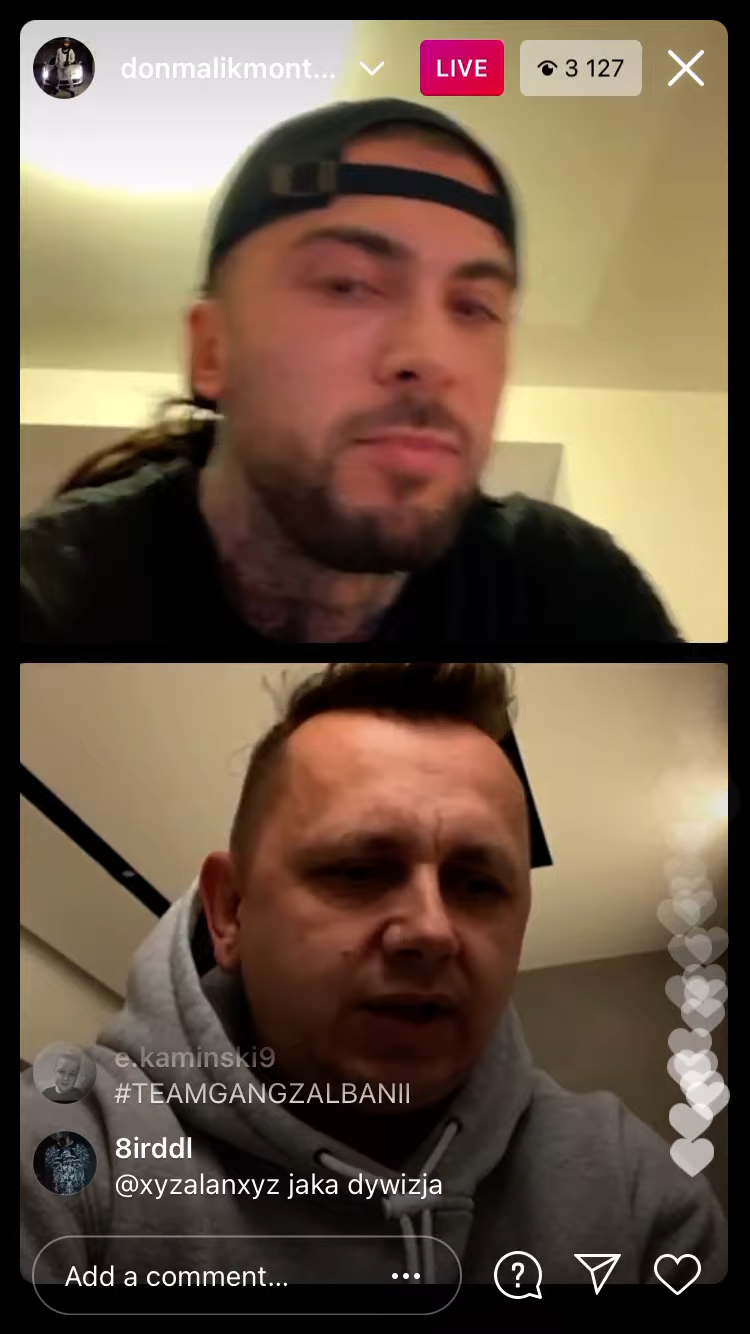 donmalikmont...
LIVE
3 127
e.kaminski9
#TEAMGANGZALBANII
8irddl
@xyzalanxyz jaka dywizja
Add a comment...